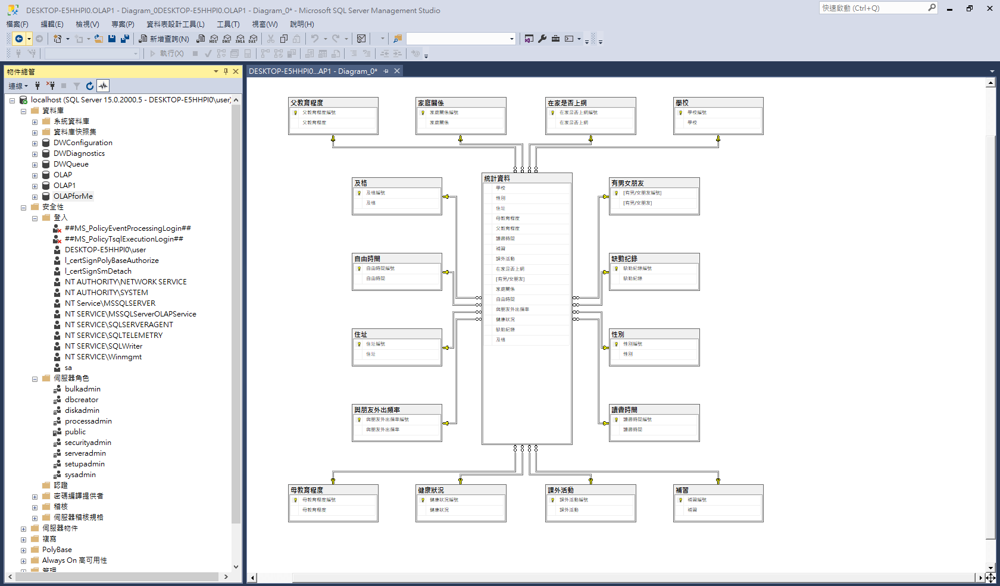 DESKTOP-E5HHPI0.OLAP1 - Diagram_0DESKTOP-E5HHPI0.OLAP1 - Diagram_0* - Microsoft SQL Server Management Studio
快速啟動 (Ctrl+Q)
檔案(F) 編輯(E) 檢視(V) 專案(P) 資料表設計工具(L) 工具(T) 視窗(W) 說明(H)
新增查詢(N) MDX DMX XMLA DAX
執行(X)
物件總管
連線
localhost (SQL Server 15.0.2000.5 - DESKTOP-E5HHPI0\user)
資料庫
系統資料庫
資料庫快照集
DWConfiguration
DWDiagnostics
DWQueue
OLAP
OLAP1
OLAPforMe
安全性
登入
##MS_PolicyEventProcessingLogin##
##MS_PolicyTsqlExecutionLogin##
DESKTOP-E5HHPI0\user
l_certSignPolyBaseAuthorize
l_certSignSmDetach
NT AUTHORITY\NETWORK SERVICE
NT AUTHORITY\SYSTEM
NT Service\MSSQLSERVER
NT SERVICE\MSSQLServerOLAPService
NT SERVICE\SQLSERVERAGENT
NT SERVICE\SQLTELEMETRY
NT SERVICE\SQLWriter
NT SERVICE\Winmgmt
sa
伺服器角色
bulkadmin
dbcreator
diskadmin
processadmin
public
securityadmin
serveradmin
setupadmin
sysadmin
認證
密碼編譯提供者
稽核
伺服器稽核規格
伺服器物件
複寫
PolyBase
Always On 高可用性
管理
DESKTOP-E5HHPI0...AP1 - Diagram_0*
父教育程度
父教育程度編號
父教育程度
家庭關係
家庭關係編號
家庭關係
在家是否上網
在家是否上網編號
在家是否上網
學校
學校編號
學校
及格
及格編號
及格
自由時間
自由時間編號
自由時間
住址
住址編號
住址
與朋友外出頻率
與朋友外出頻率編號
與朋友外出頻率
統計資料
學校
性別
住址
母教育程度
父教育程度
讀書時間
補習
課外活動
在家是否上網
[有男/女朋友]
家庭關係
自由時間
與朋友外出頻率
健康狀況
缺勤紀錄
及格
有男女朋友
[有男/女朋友編號]
[有男/女朋友]
缺勤紀錄
缺勤紀錄編號
缺勤紀錄
性別
性別編號
性別
讀書時間
讀書時間編號
讀書時間
母教育程度
母教育程度編號
母教育程度
健康狀況
健康狀況編號
健康狀況
課外活動
課外活動編號
課外活動
補習
補習編號
補習